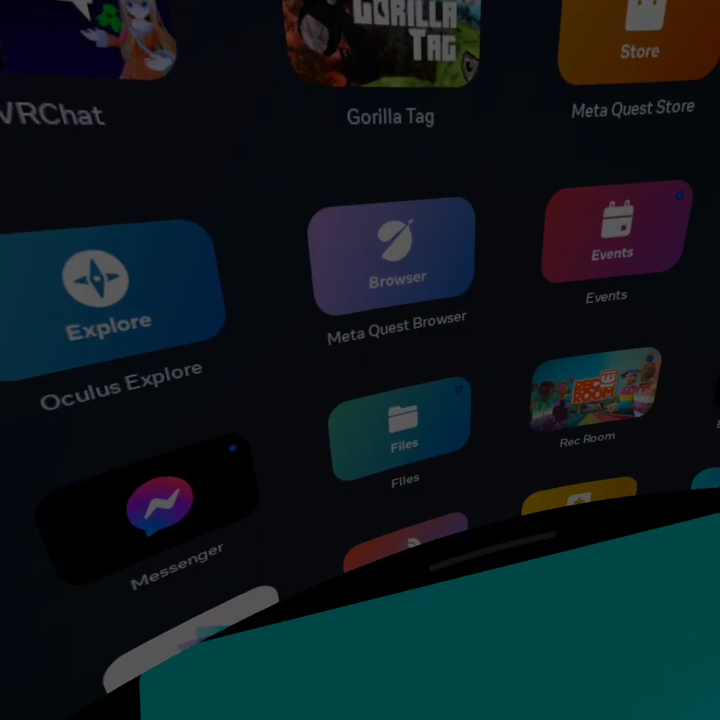 GORILLA
TAG
Store
VRChat
Gorilla Tag
Meta Quest Store
Explore
Browser
Events
Oculus Explore
Meta Quest Browser
Events
Files
REC
ROOM
Messenger
Files
Rec Room